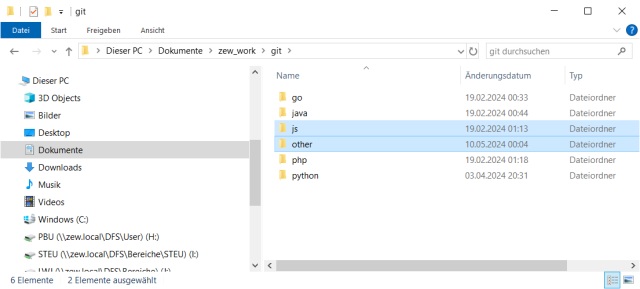 git
Datei Start Freigeben Ansicht
Dieser PC Dokumente zew_work git
git durchsuchen
Dieser PC
3D Objects
Bilder
Desktop
Dokumente
Downloads
Musik
Videos
Windows (C:)
PBU (\\zew.local\DFS\User) (H:)
STEU (\\zew.local\DFS\Bereiche\STEU) (I:)
Name Änderungsdatum Typ
go 19.02.2024 00:33 Dateiordner
java 19.02.2024 00:44 Dateiordner
js 19.02.2024 01:13 Dateiordner
other 10.05.2024 00:04 Dateiordner
php 19.02.2024 01:18 Dateiordner
python 03.04.2024 20:31 Dateiordner
6 Elemente 2 Elemente ausgewählt